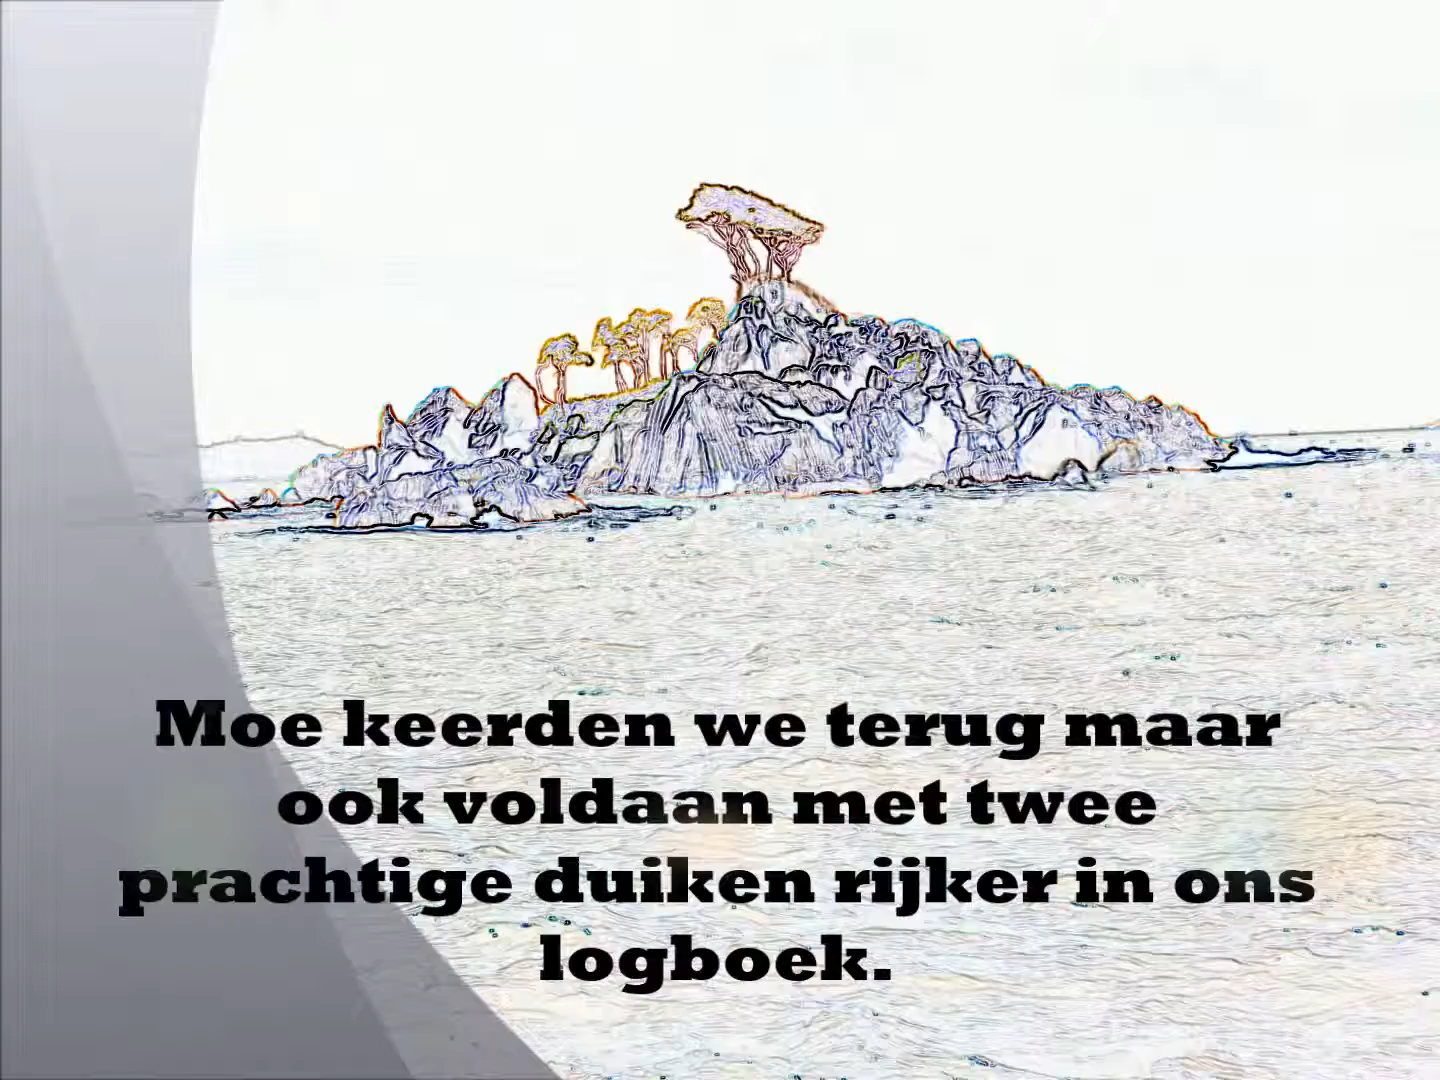 Moe keerden we terug maar
ook voldaan met twee
prachtige duiken rijker in ons
logboek.